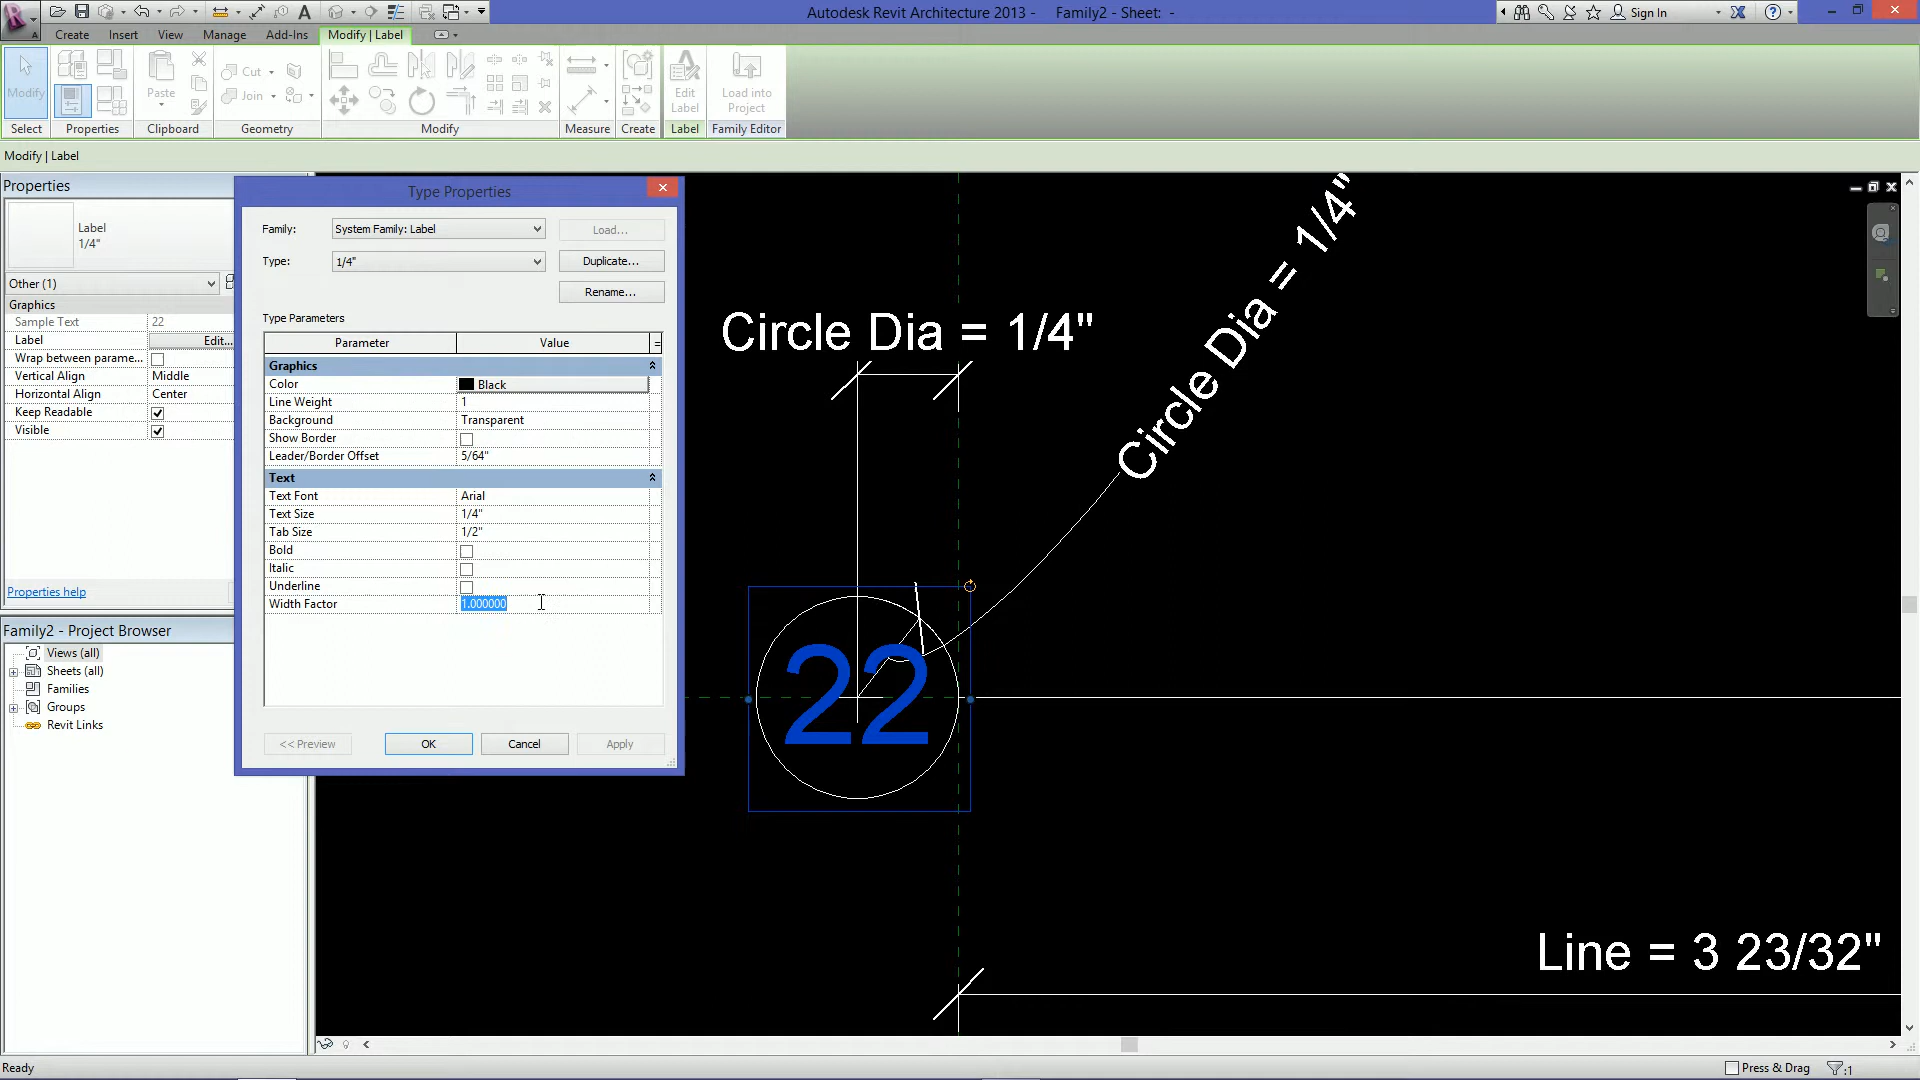 Autodesk Revit Architecture 2013 - Family2 - Sheet: -
Sign In
Create Insert View Manage Add-Ins Modify | Label
Modify
Paste
Cut
Join
Edit Label
Load into Project
Select Properties Clipboard Geometry Modify Measure Create Label Family Editor
Modify | Label
Properties
Label
1/4"
Other (1)
Graphics
Sample Text 22
Label Edit...
Wrap between parame...
Vertical Align Middle
Horizontal Align Center
Keep Readable
Visible
Properties help
Family2 - Project Browser
Views (all)
Sheets (all)
Families
Groups
Revit Links
Type Properties
Family: System Family: Label Load...
Type: 1/4" Duplicate...
Rename...
Type Parameters
Parameter Value =
Graphics
Color Black
Line Weight 1
Background Transparent
Show Border
Leader/Border Offset 5/64"
Text
Text Font Arial
Text Size 1/4"
Tab Size 1/2"
Bold
Italic
Underline
Width Factor 1.000000
<< Preview OK Cancel Apply
Circle Dia = 1/4"
Circle Dia = 1/4"
22
Line = 3 23/32"
Ready
Press & Drag
:1